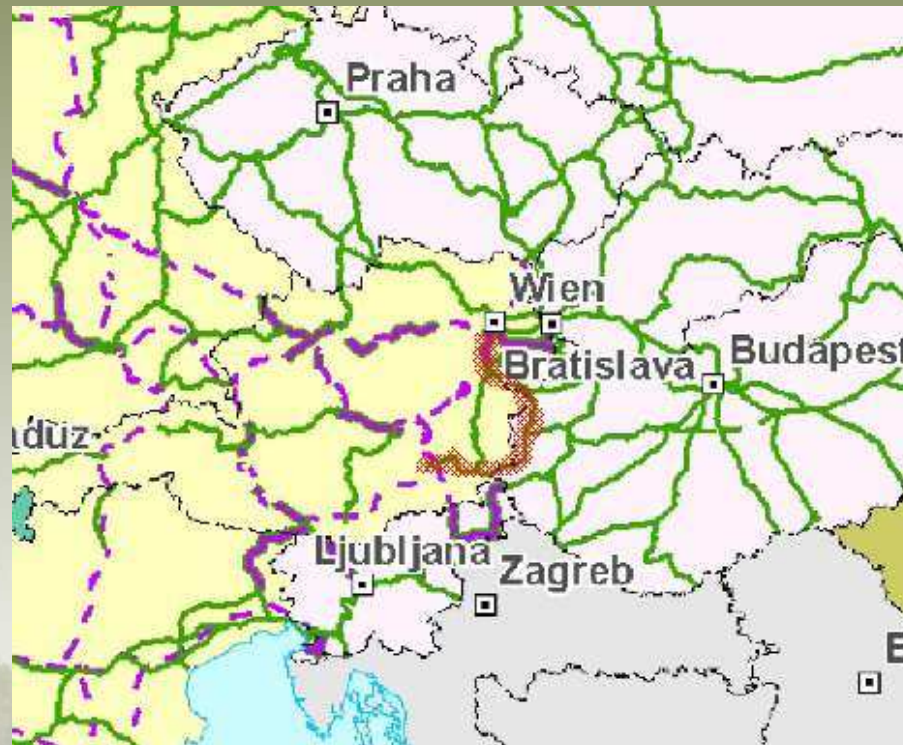 Praha
Wien
Bratislava
Budapest
aduz
Ljubljana
Zagreb
B